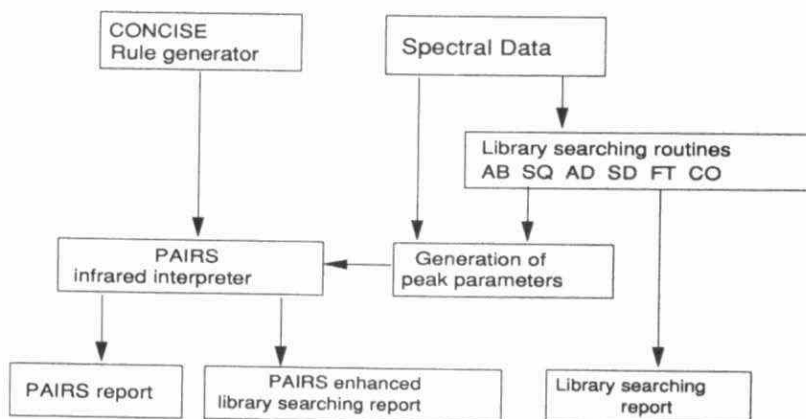 CONCISE
Rule generator
Spectral Data
Library searching routines
AB SQ AD SD FT CO
PAIRS
infrared interpreter
Generation of
peak parameters
PAIRS report
PAIRS enhanced
library searching report
Library searching
report